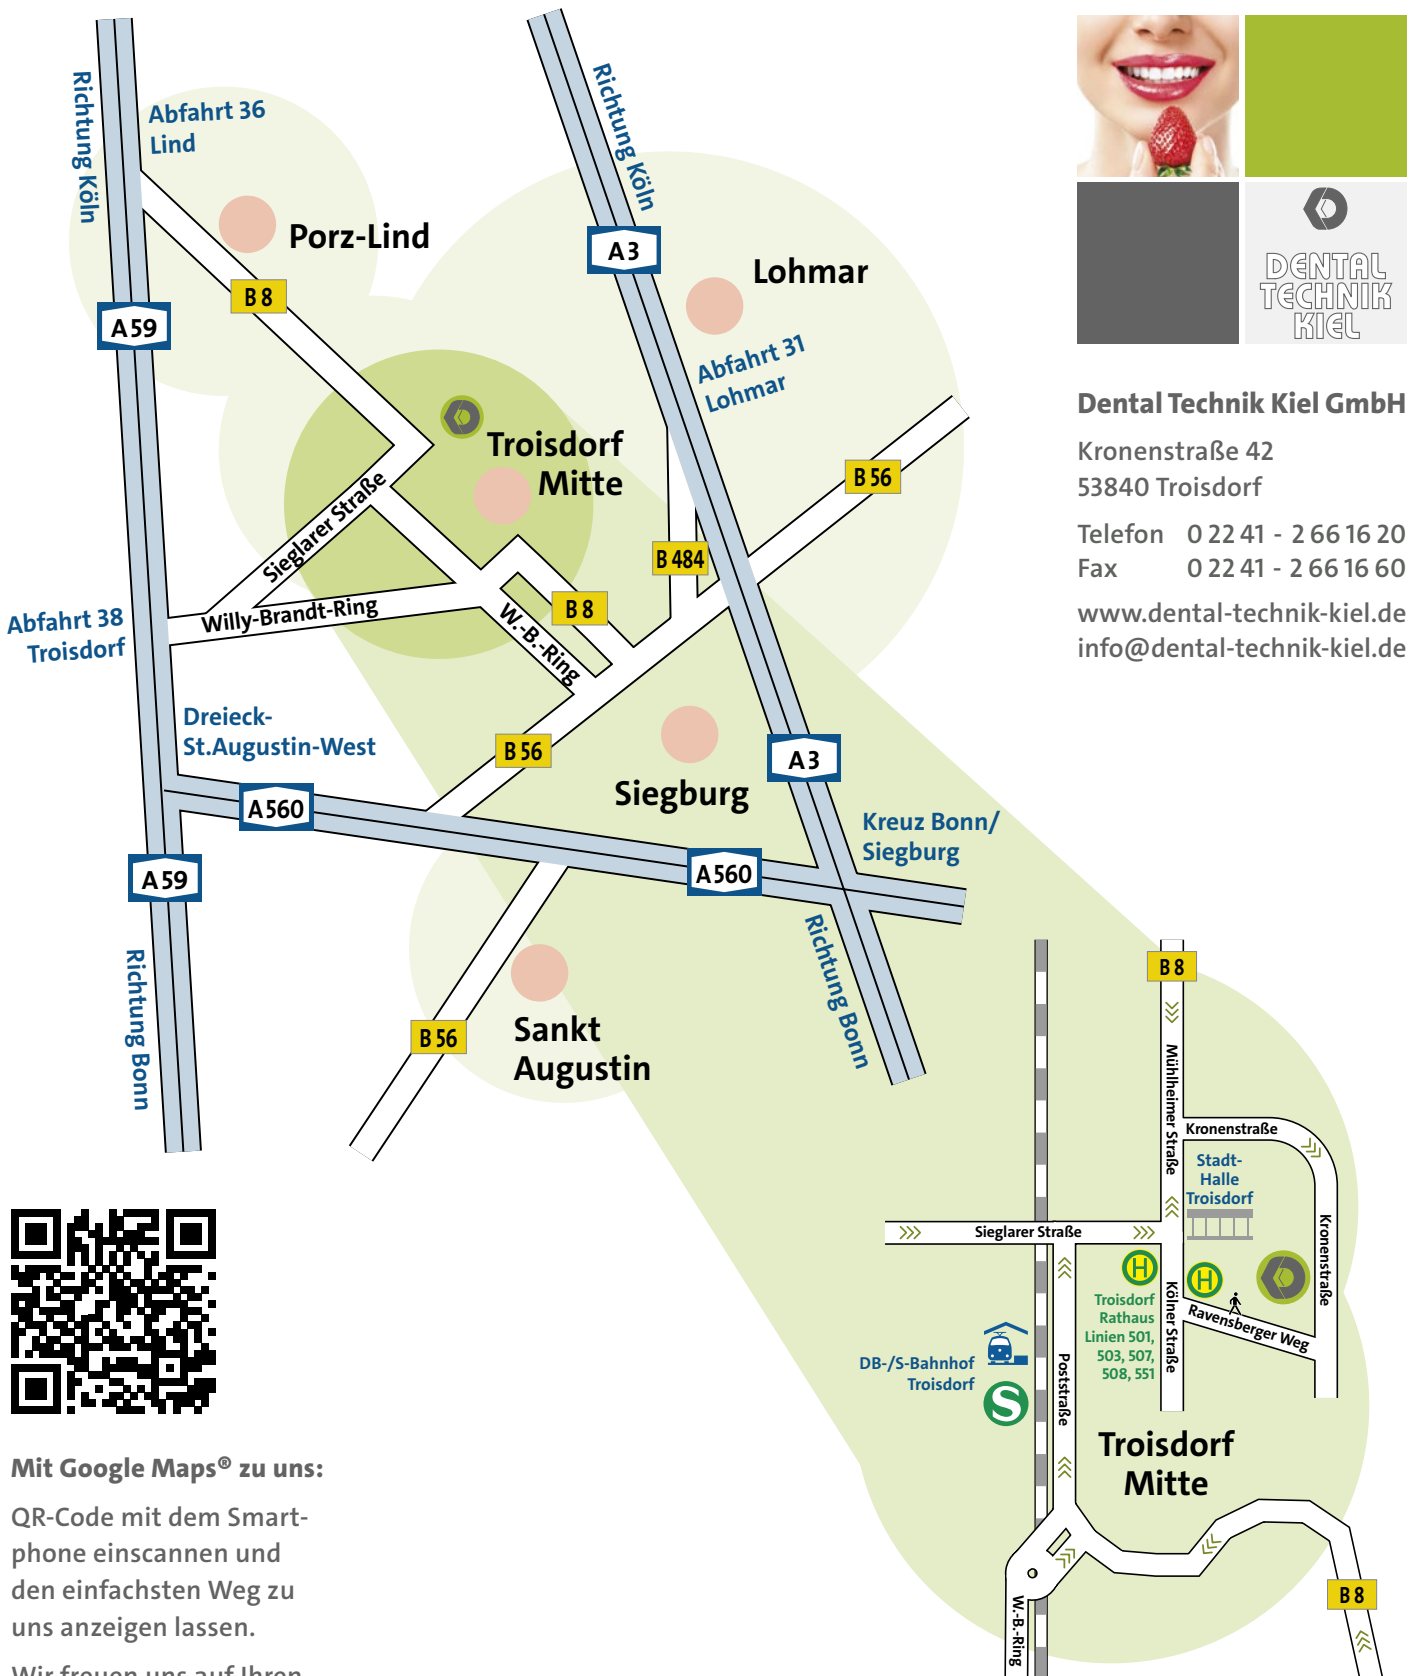 Richtung Köln
Abfahrt 36
Lind
Porz-Lind
B 8
A 59
Richtung Köln
A 3
Lohmar
Abfahrt 31
Lohmar
Troisdorf
Mitte
B 56
Sieglarer Straße
B 484
B 8
Willy-Brandt-Ring
W.-B.-Ring
Abfahrt 38
Troisdorf
Dreieck-
St.Augustin-West
B 56
A 3
Siegburg
A 560
Kreuz Bonn/
Siegburg
A 560
A 59
Richtung Bonn
Richtung Bonn
B 56
Sankt
Augustin
DENTAL
TECHNIK
KIEL
Dental Technik Kiel GmbH
Kronenstraße 42
53840 Troisdorf
Telefon 0 22 41 - 2 66 16 20
Fax 0 22 41 - 2 66 16 60
www.dental-technik-kiel.de
info@dental-technik-kiel.de
B 8
Mühlheimer Straße
Kronenstraße
Stadt-
Halle
Troisdorf
Sieglarer Straße
Kronenstraße
H
H
Troisdorf
Rathaus
Linien 501,
503, 507,
508, 551
Kölner Straße
Ravensberger Weg
DB-/S-Bahnhof
Troisdorf
S
Poststraße
Troisdorf
Mitte
B 8
W.-B.-Ring
Mit Google Maps® zu uns:
QR-Code mit dem Smart-
phone einscannen und
den einfachsten Weg zu
uns anzeigen lassen.
Wir freuen uns auf Ihren